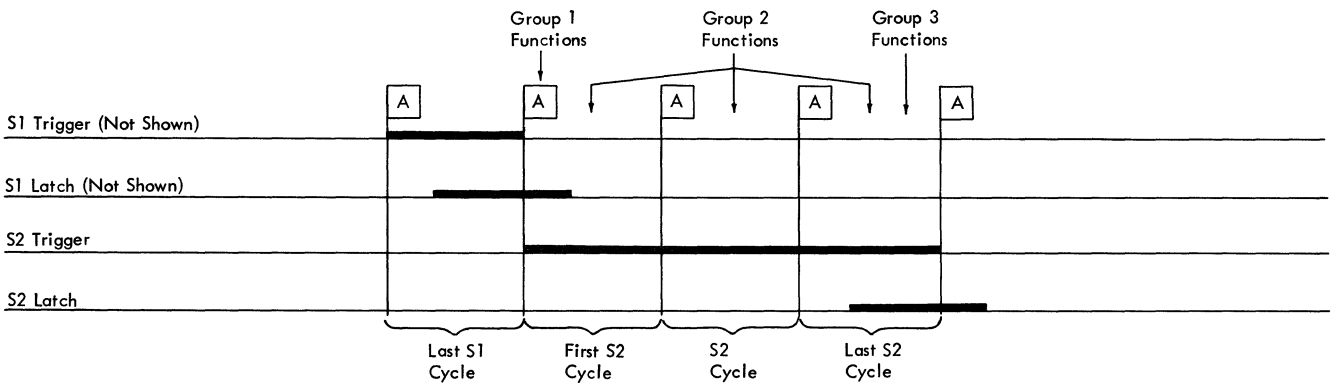 Group 1
Functions
Group 2
Functions
Group 3
Functions
A
A
A
A
A
S1 Trigger (Not Shown)
S1 Latch (Not Shown)
S2 Trigger
S2 Latch
Last S1
Cycle
First S2
Cycle
S2
Cycle
Last S2
Cycle